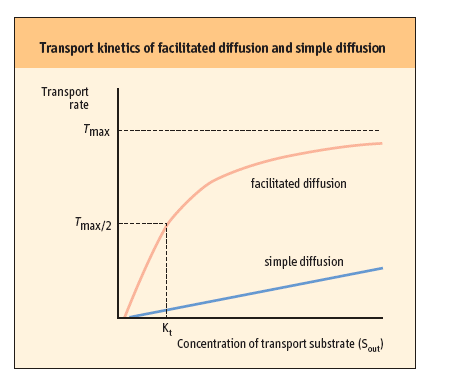 Transport kinetics of facilitated diffusion and simple diffusion
Transport
rate
Tmax
facilitated diffusion
Tmax/2
simple diffusion
Kt
Concentration of transport substrate (Sout)